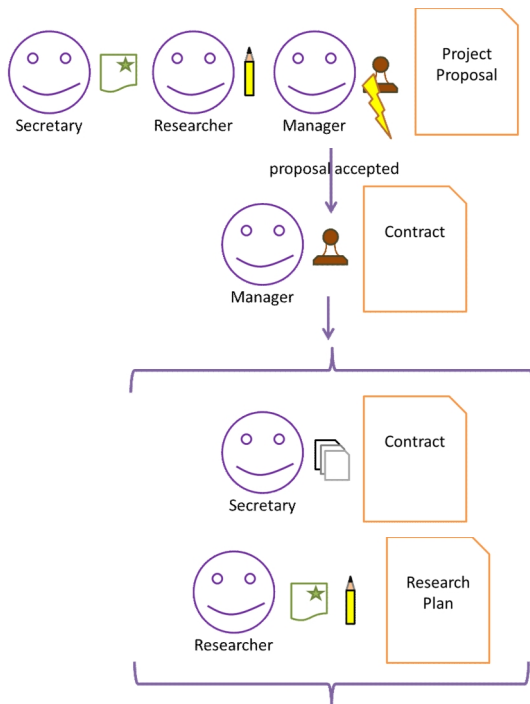 Project
Proposal
Secretary
Researcher
Manager
proposal accepted
Contract
Manager
Contract
Secretary
Research
Plan
Researcher